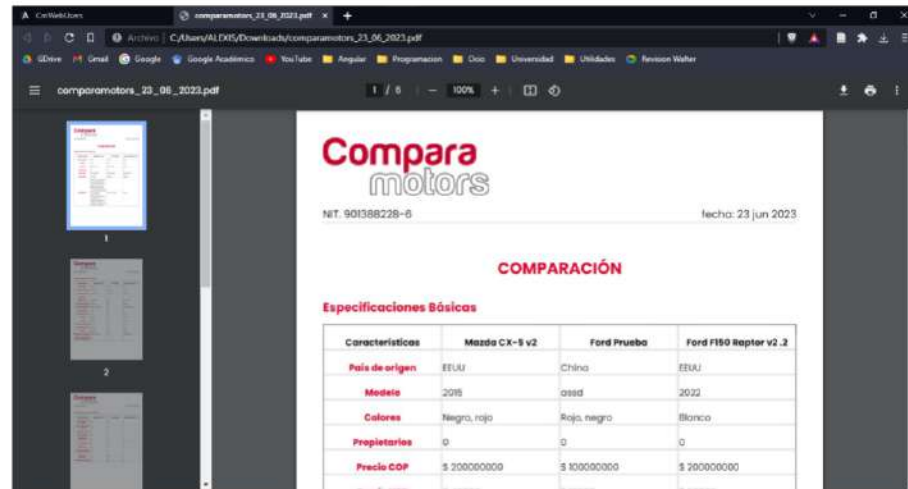 CmWebUsers
comparamotors_23_06_2023.pdf
Archivo | C:/Users/ALEXIS/Downloads/comparamotors_23_06_2023.pdf
GDrive Gmail Google Google Académico YouTube Angular Programacion Ocio Universidad Utilidades Revision Walter
comparamotors_23_06_2023.pdf 1 / 6 100%
Compara
motors
NIT. 901388228-6 fecha: 23 jun 2023
COMPARACIÓN
Especificaciones Básicas
Características Mazda CX-5 v2 Ford Prueba Ford F150 Raptor v2 .2
País de origen EEUU China EEUU
Modelo 2015 assd 2022
Colores Negro, rojo Rojo, negro Blanco
Propietarios 0 0 0
Precio COP $ 200000000 $ 100000000 $ 200000000
1
2